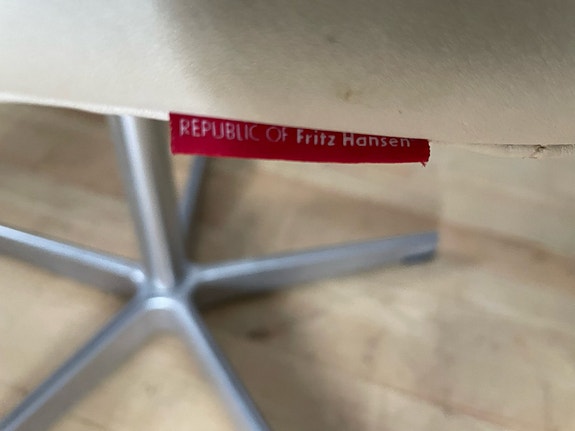 REPUBLIC OF Fritz Hansen